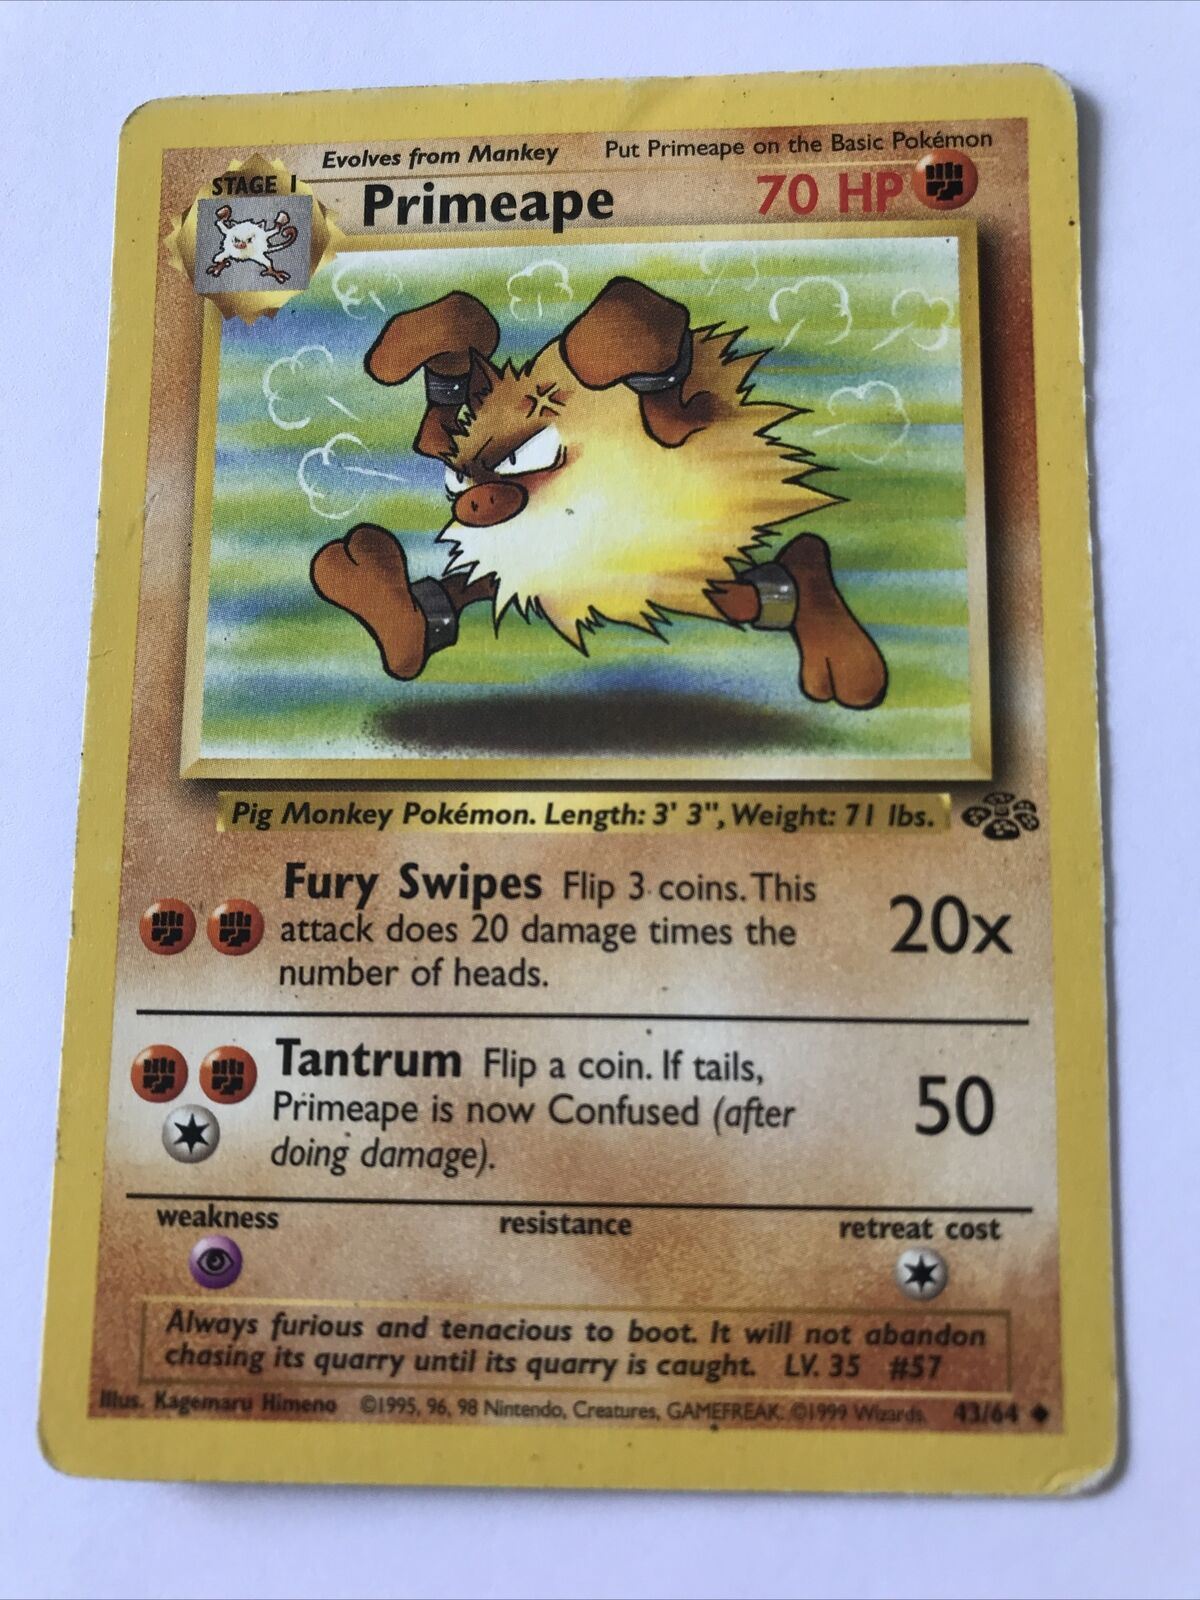 Evolves from Mankey Put Primeape on the Basic Pokémon
STAGE 1
Primeape 70 HP
Pig Monkey Pokémon. Length: 3' 3", Weight: 71 lbs.
Fury Swipes Flip 3 coins. This
attack does 20 damage times the
number of heads.
20x
Tantrum Flip a coin. If tails,
Primeape is now Confused (after
doing damage).
50
weakness resistance retreat cost
Always furious and tenacious to boot. It will not abandon
chasing its quarry until its quarry is caught. LV. 35 #57
Illus. Kagemaru Himeno ©1995, 96, 98 Nintendo, Creatures, GAMEFREAK. ©1999 Wizards. 43/64